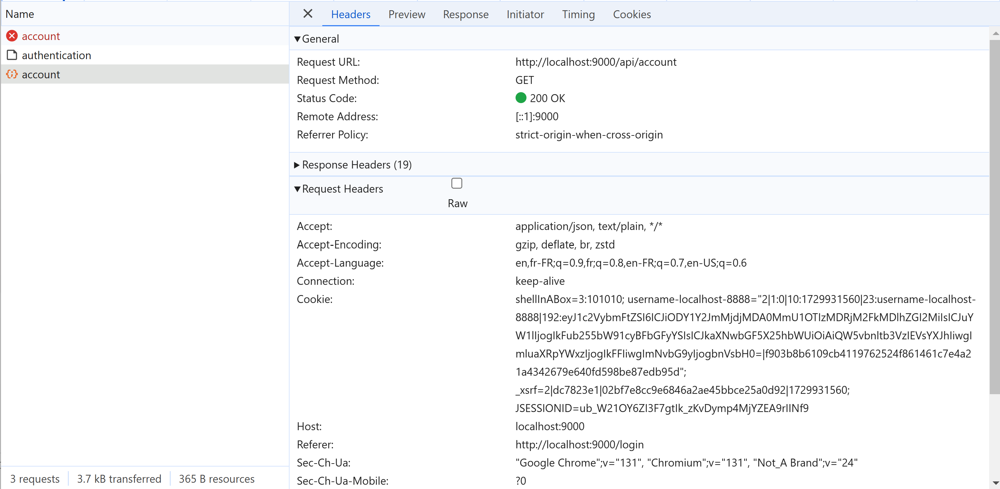 Name
account
authentication
account
3 requests
3.7 kB transferred
365 B resources
Headers
Preview
Response
Initiator
Timing
Cookies
General
Request URL: http://localhost:9000/api/account
Request Method: GET
Status Code: 200 OK
Remote Address: [::1]:9000
Referrer Policy: strict-origin-when-cross-origin
Response Headers (19)
Request Headers
Raw
Accept: application/json, text/plain, */*
Accept-Encoding: gzip, deflate, br, zstd
Accept-Language: en,fr-FR;q=0.9,fr;q=0.8,en-FR;q=0.7,en-US;q=0.6
Connection: keep-alive
Cookie: shellInABox=3:101010; username-localhost-8888="2|1:0|10:1729931560|23:username-localhost-
8888|192:eyJ1c2VybmFtZSI6ICJiODY1Y2JmMjdjMDA0MmU1OTIzMDRjM2FkMDlhZGI2MiIsICJuY
W1lIjogIkFub255bW91cyBFbGFyYSIsICJkaXNwbGF5X25hbWUiOiAiQW5vbnltb3VzIEVsYXJhIiwgI
mluaXRpYWxzIjogIkFFIiwgImNvbG9yIjogbnVsbH0=|f903b8b6109cb4119762524f861461c7e4a2
1a4342679e640fd598be87edb95d";
_xsrf=2|dc7823e1|02bf7e8cc9e6846a2ae45bbce25a0d92|1729931560;
JSESSIONID=ub_W21OY6ZI3F7gtIk_zKvDymp4MjYZEA9rIINf9
Host: localhost:9000
Referer: http://localhost:9000/login
Sec-Ch-Ua: "Google Chrome";v="131", "Chromium";v="131", "Not_A Brand";v="24"
Sec-Ch-Ua-Mobile: ?0